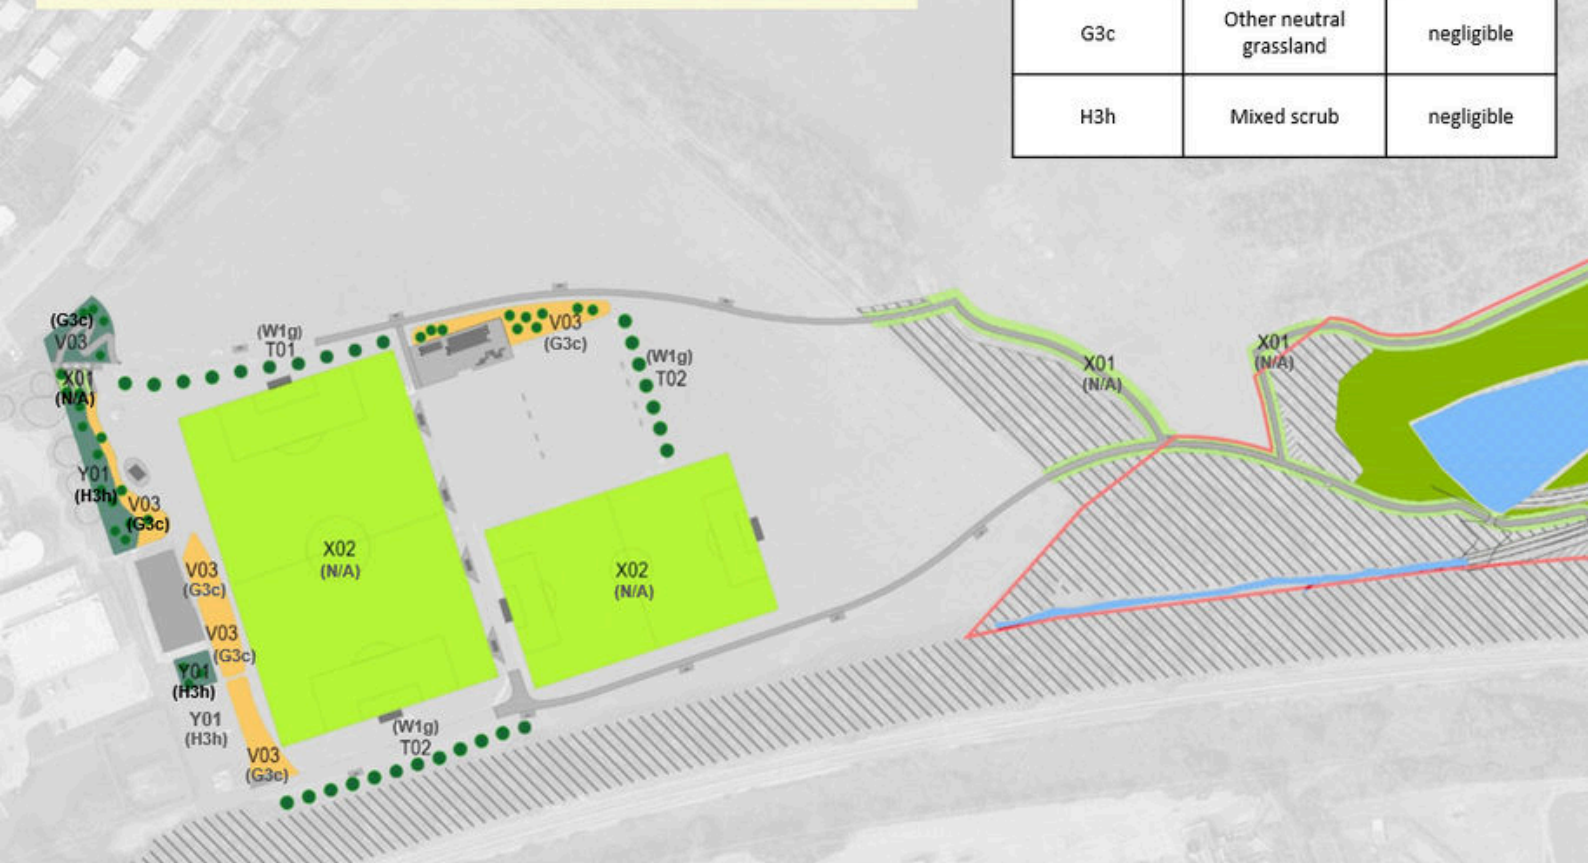 G3c
Other neutral
grassland
negligible
H3h
Mixed scrub
negligible
(G3c)
V03
(W1g)
T01
V03
(G3c)
(W1g)
T02
X01
(N/A)
X01
(N/A)
X01
(N/A)
Y01
(H3h)
V03
(G3c)
X02
(N/A)
X02
(N/A)
V03
(G3c)
V03
(G3c)
Y01
(H3h)
Y01
(H3h)
(W1g)
T02
V03
(G3c)